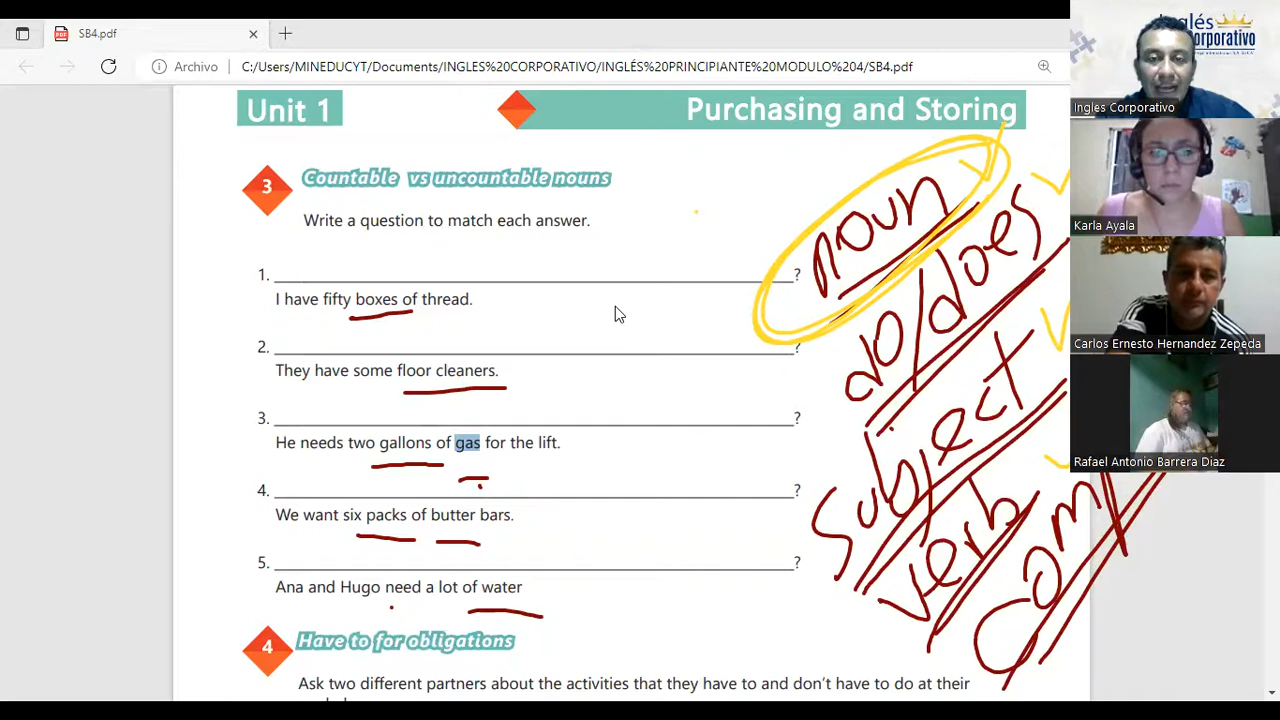 SB4.pdf
Archivo C:/Users/MINEDUCYT/Documents/INGLES%20CORPORATIVO/INGLÉS%20PRINCIPIANTE%20MODULO%204/SB4.pdf
Unit 1
Purchasing and Storing
3 Countable vs uncountable nouns
Write a question to match each answer.
1. ?
I have fifty boxes of thread.
2. ?
They have some floor cleaners.
3. ?
He needs two gallons of gas for the lift.
4. ?
We want six packs of butter bars.
5. ?
Ana and Hugo need a lot of water
4 Have to for obligations
Ask two different partners about the activities that they have to and don't have to do at their
noun
do/does
Subject
verb
Inglés
Corporativo
Ingles Corporativo
Karla Ayala
Carlos Ernesto Hernandez Zepeda
Rafael Antonio Barrera Diaz